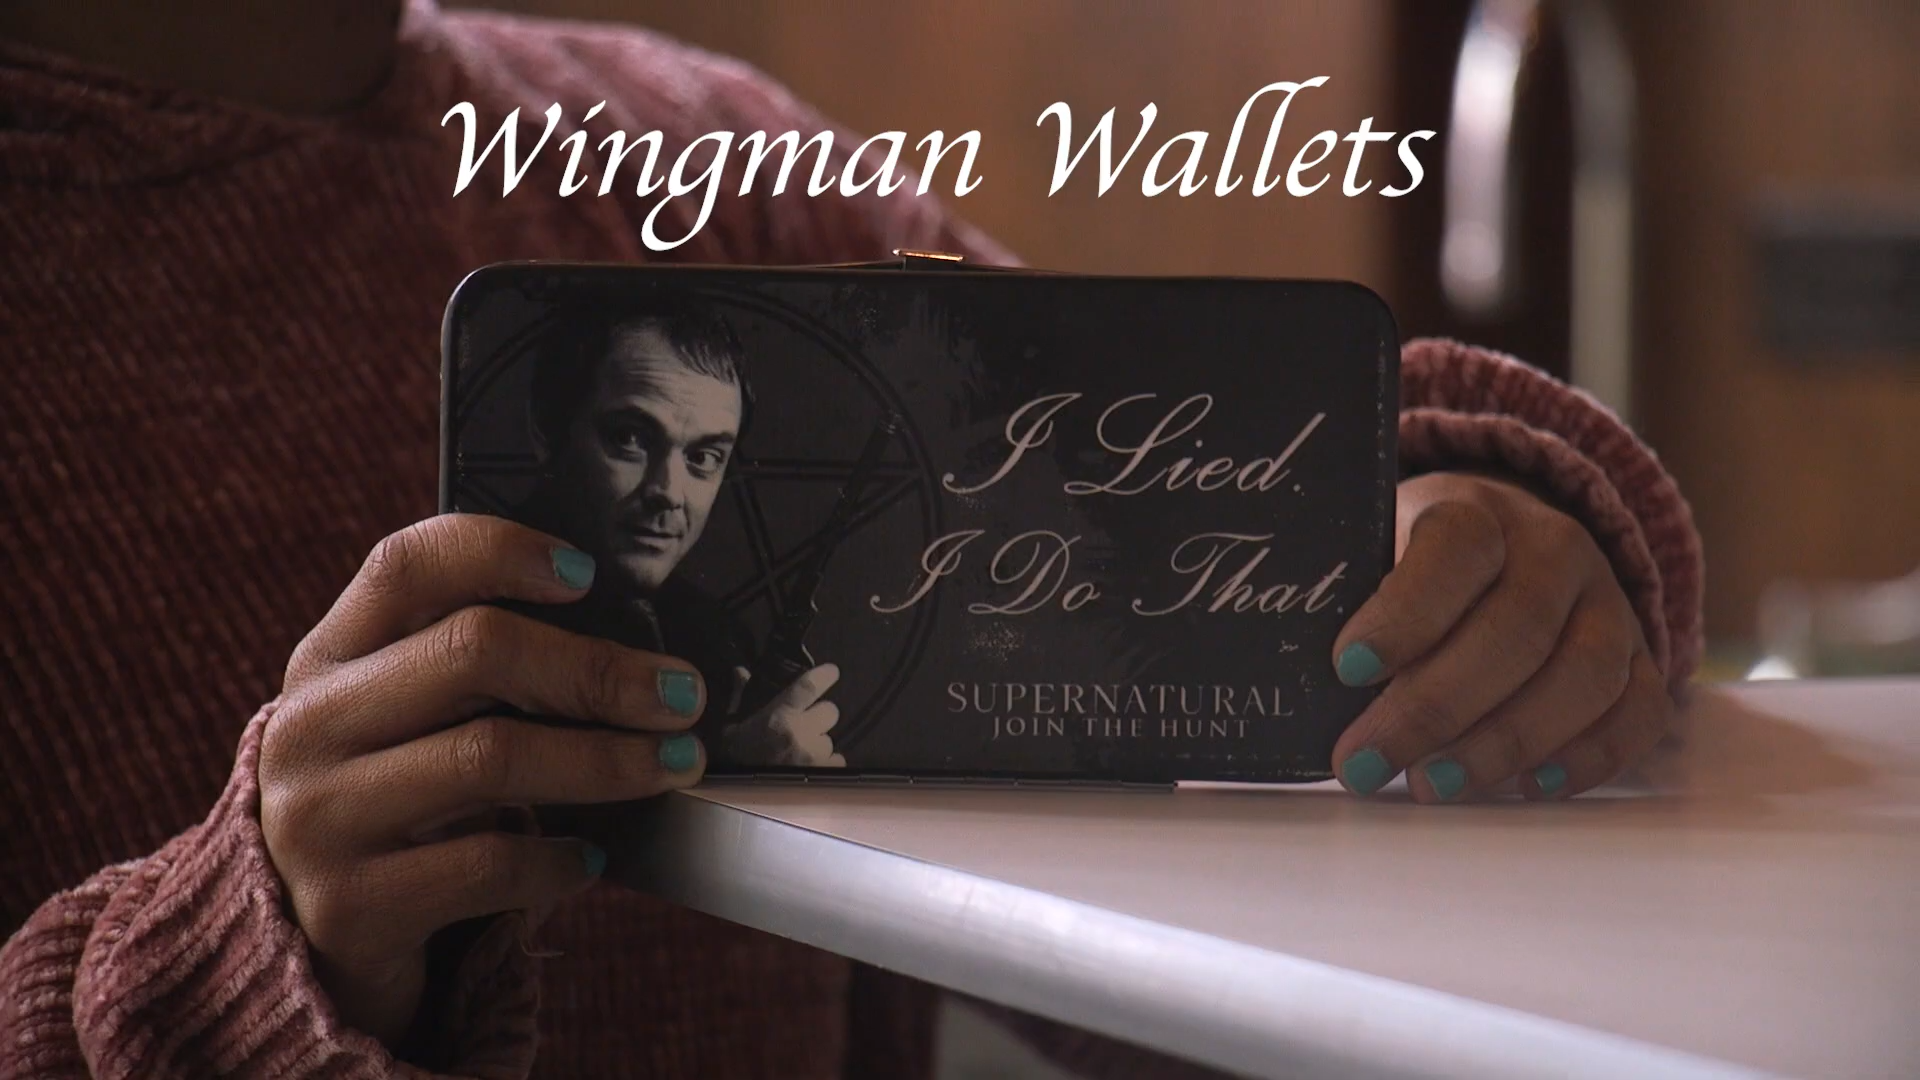 Wingman Wallets
I Lied.
I Do That.
SUPERNATURAL
JOIN THE HUNT